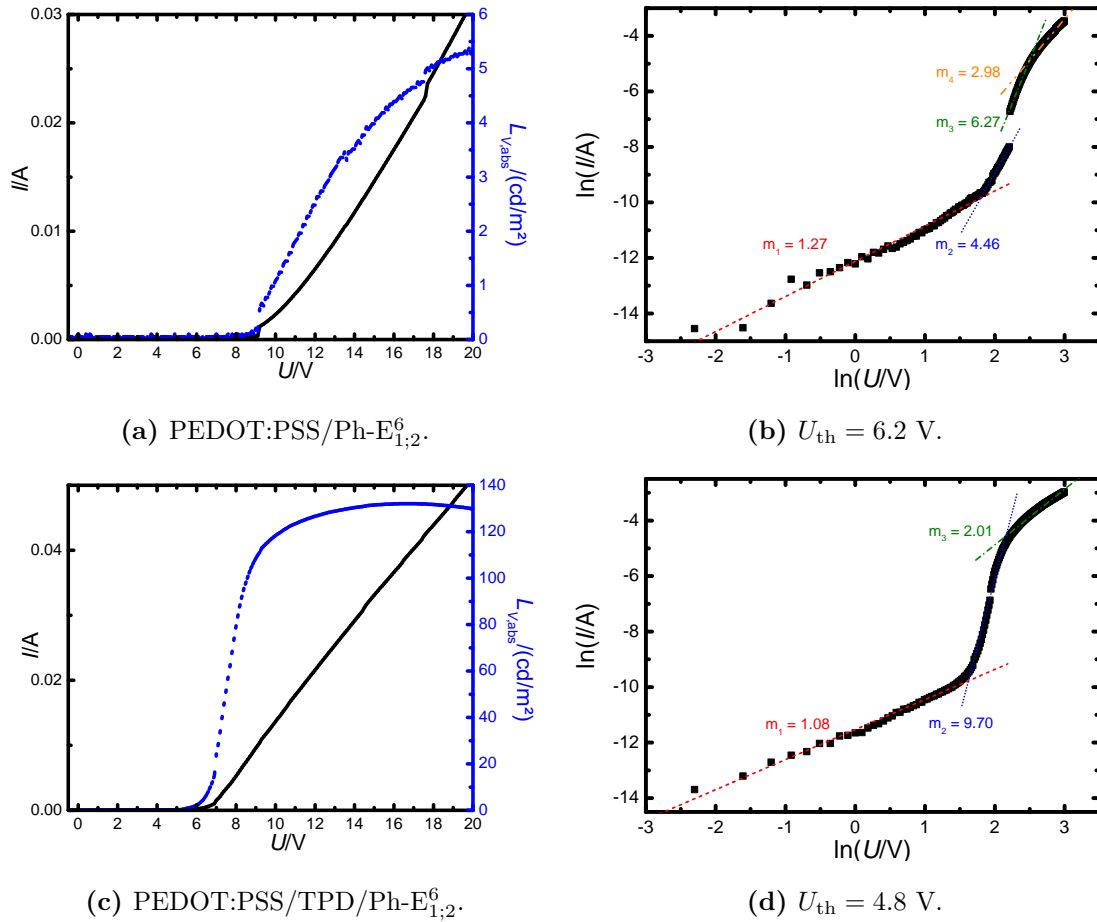 0.03
0.02
0.01
0.00
I/A
0 2 4 6 8 10 12 14 16 18 20
U/V
6
5
4
3
2
1
0
L_V,abs/(cd/m²)
(a) PEDOT:PSS/Ph-E⁶₁;₂.
-4
-6
-8
-10
-12
-14
ln(I/A)
-3 -2 -1 0 1 2 3
ln(U/V)
m₄ = 2.98
m₃ = 6.27
m₁ = 1.27
m₂ = 4.46
(b) U_th = 6.2 V.
0.04
0.02
0.00
I/A
0 2 4 6 8 10 12 14 16 18 20
U/V
140
120
100
80
60
40
20
0
L_V,abs/(cd/m²)
(c) PEDOT:PSS/TPD/Ph-E⁶₁;₂.
-4
-6
-8
-10
-12
-14
ln(I/A)
-3 -2 -1 0 1 2 3
ln(U/V)
m₃ = 2.01
m₁ = 1.08
m₂ = 9.70
(d) U_th = 4.8 V.